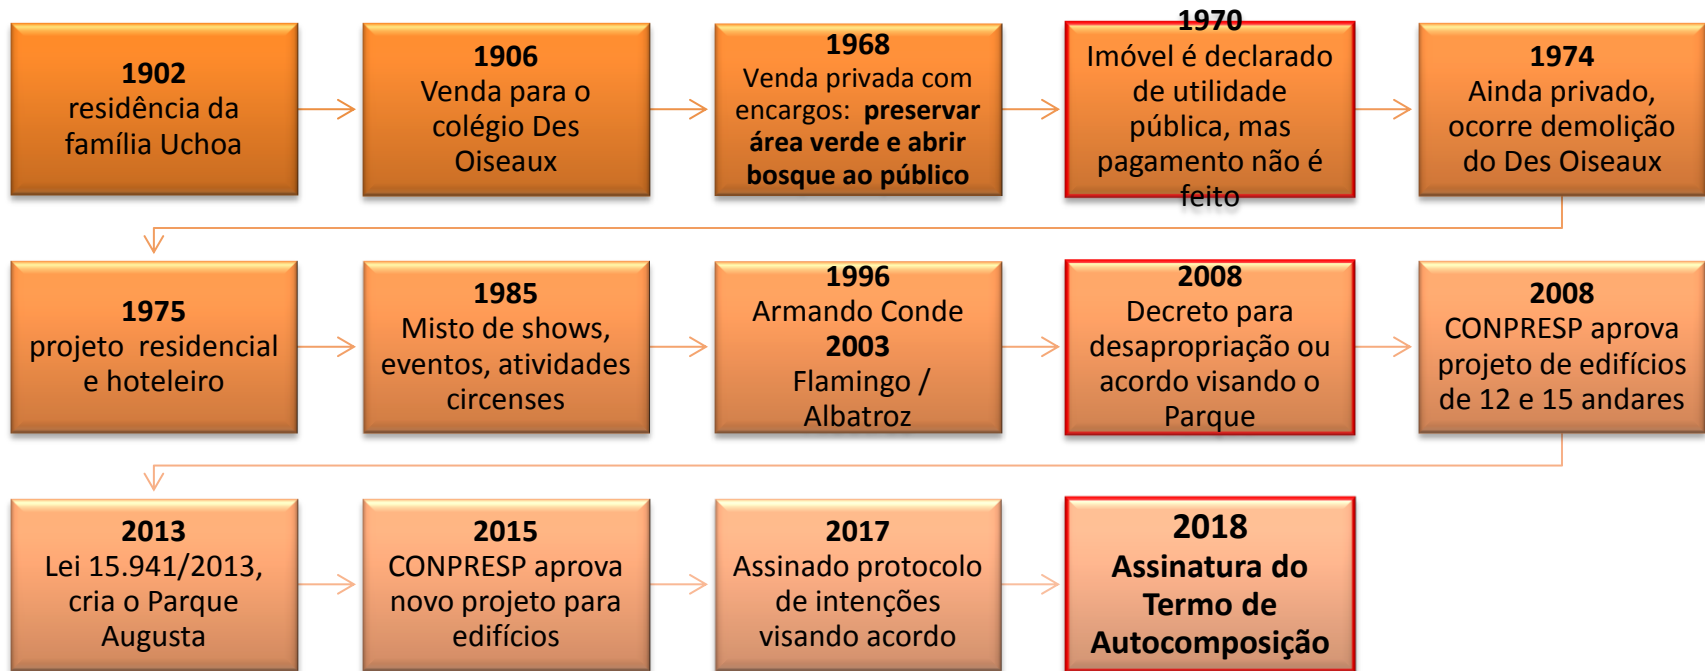 1902
residência da
família Uchoa
1906
Venda para o
colégio Des
Oiseaux
1968
Venda privada com
encargos: preservar
área verde e abrir
bosque ao público
1970
Imóvel é declarado
de utilidade
pública, mas
pagamento não é
feito
1974
Ainda privado,
ocorre demolição
do Des Oiseaux
1975
projeto residencial
e hoteleiro
1985
Misto de shows,
eventos, atividades
circenses
1996
Armando Conde
2003
Flamingo /
Albatroz
2008
Decreto para
desapropriação ou
acordo visando o
Parque
2008
CONPRESP aprova
projeto de edifícios
de 12 e 15 andares
2013
Lei 15.941/2013,
cria o Parque
Augusta
2015
CONPRESP aprova
novo projeto para
edifícios
2017
Assinado protocolo
de intenções
visando acordo
2018
Assinatura do
Termo de
Autocomposição